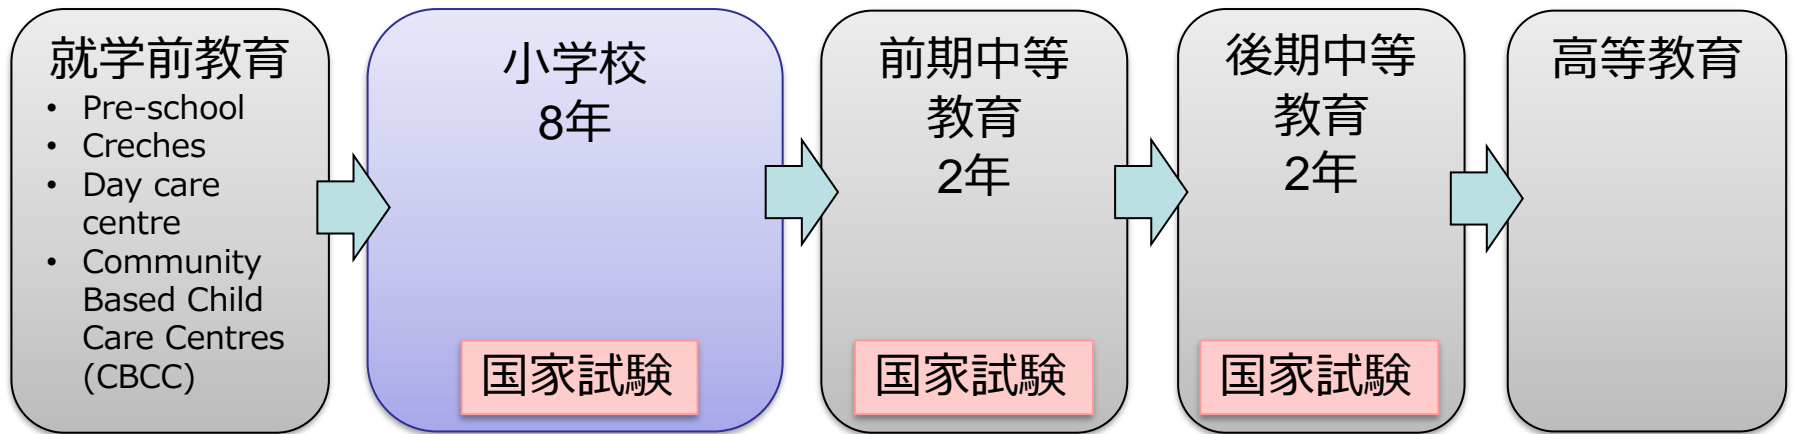 就学前教育
• Pre-school
• Creches
• Day care
centre
• Community
Based Child
Care Centres
(CBCC)
小学校
8年
国家試験
前期中等
教育
2年
国家試験
後期中等
教育
2年
国家試験
高等教育